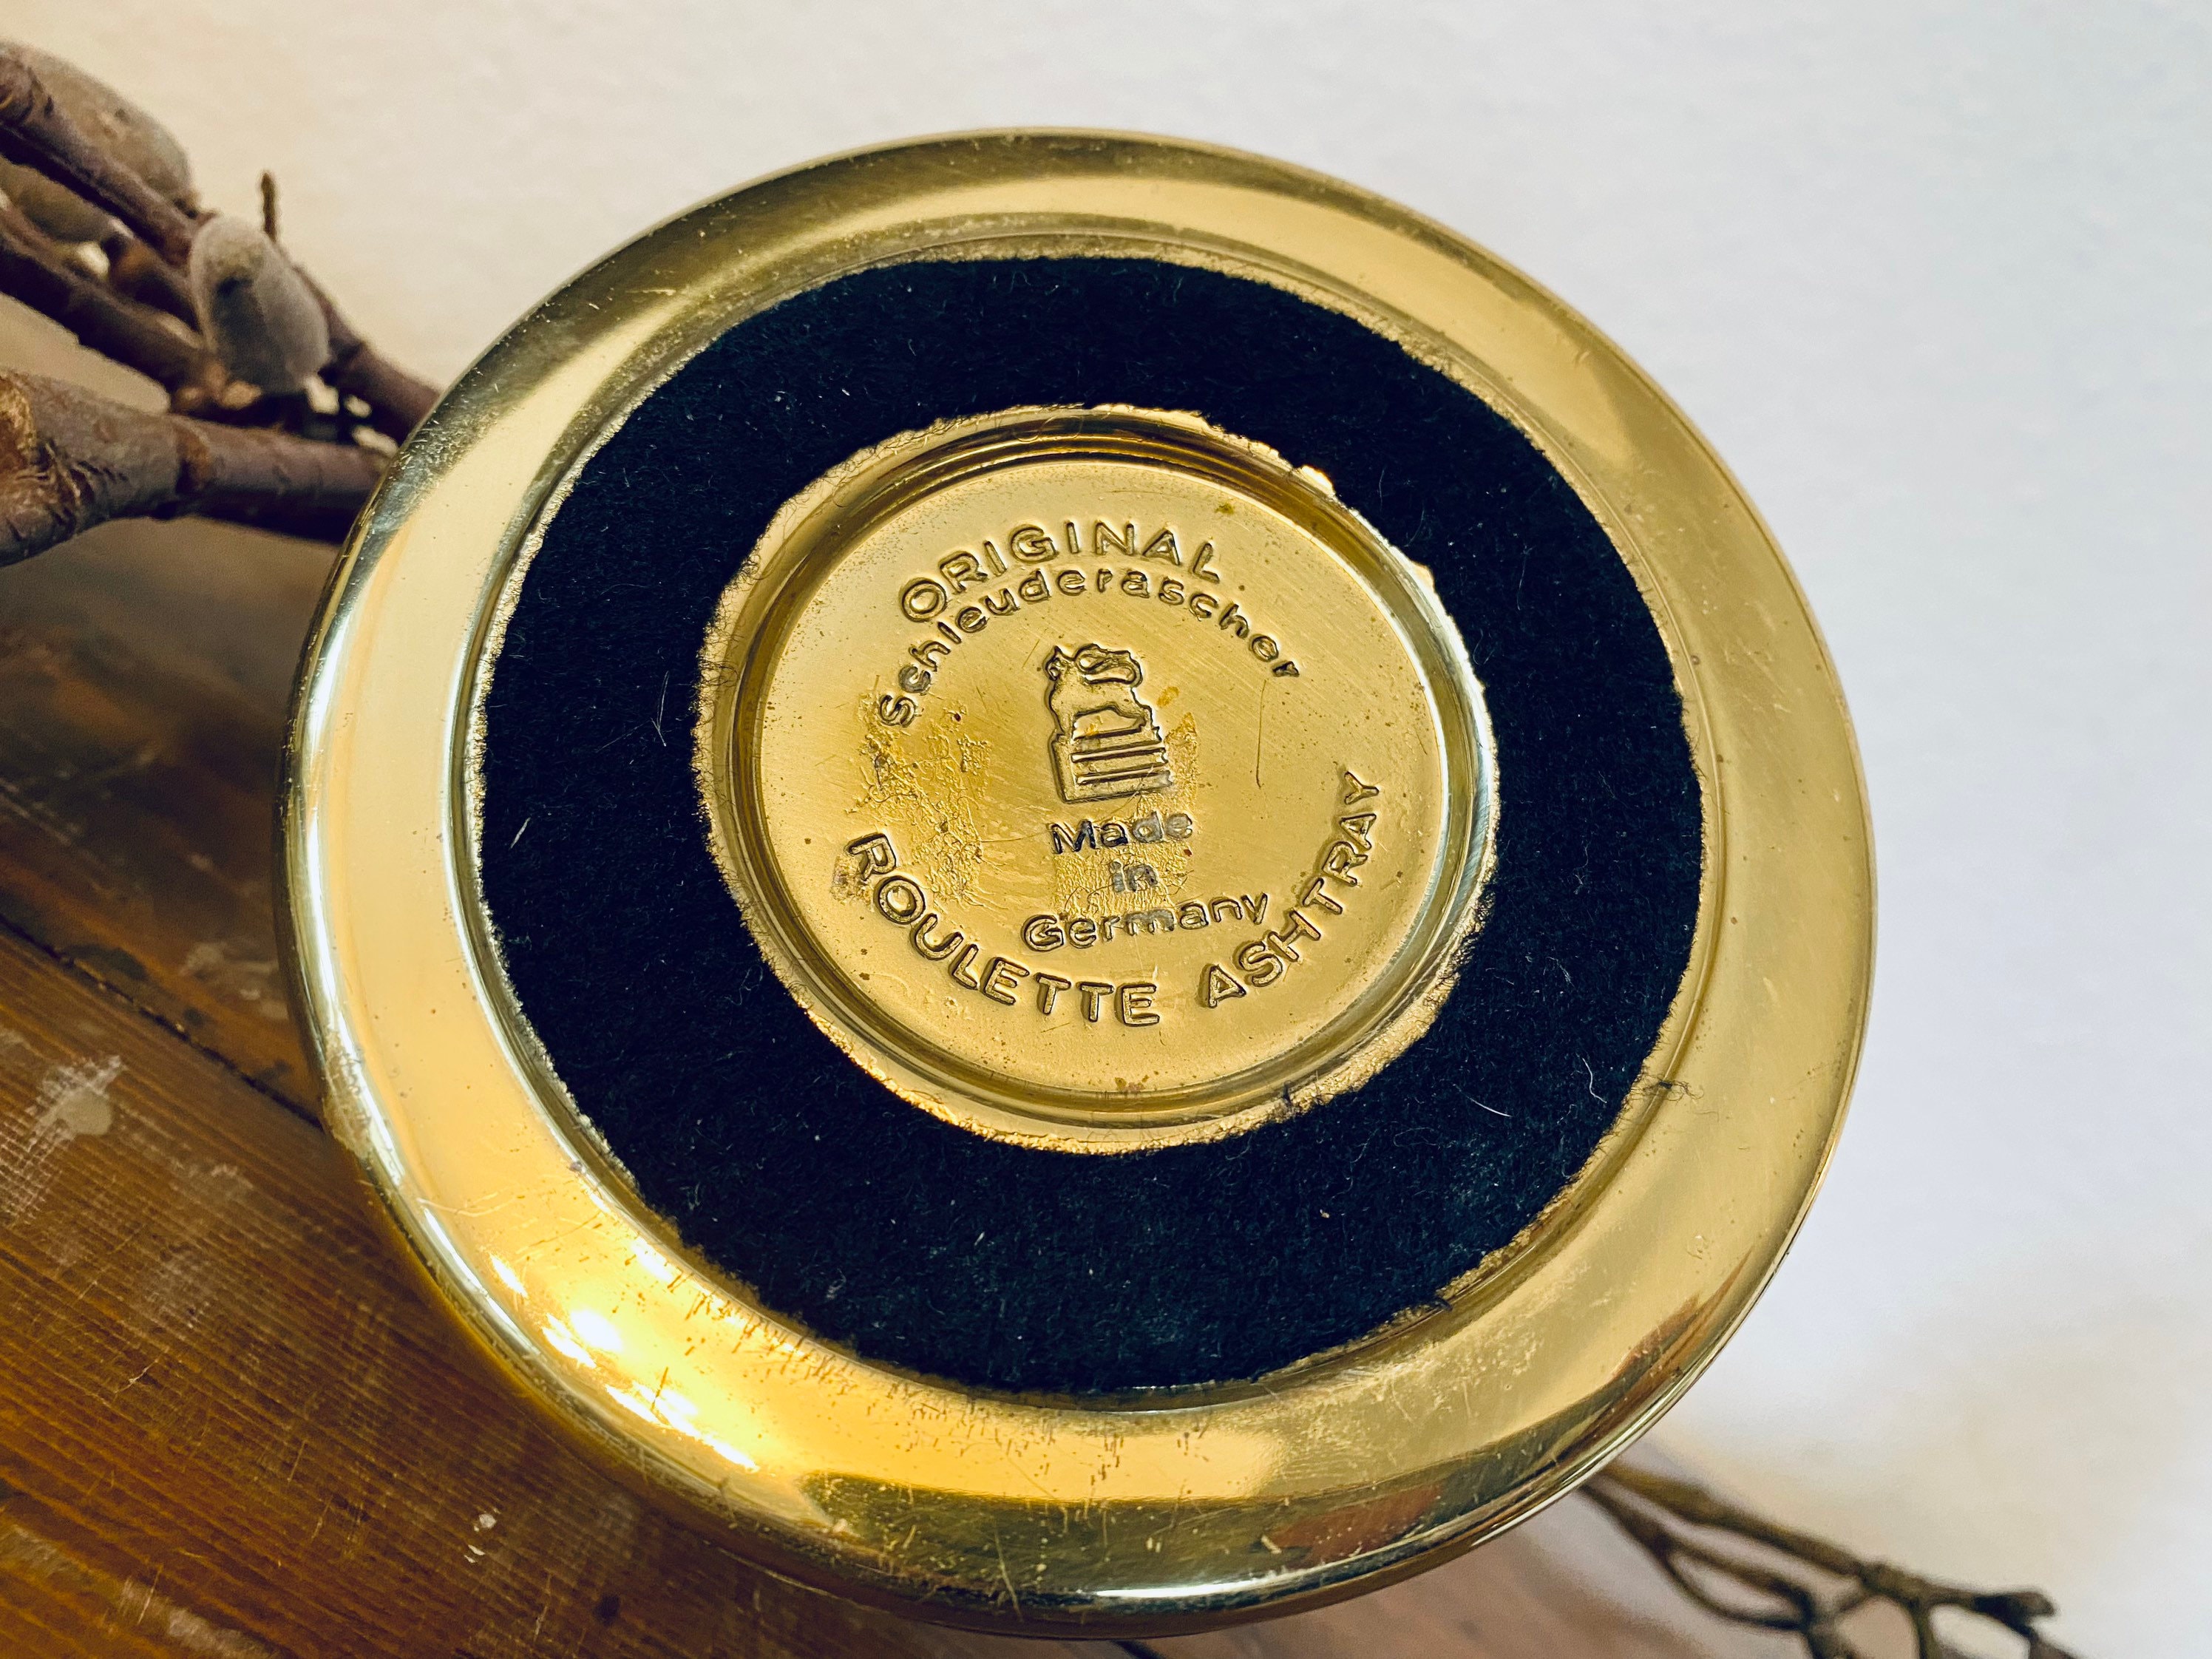 ORIGINAL
Schleuderascher
Made
in
Germany
ROULETTE ASHTRAY